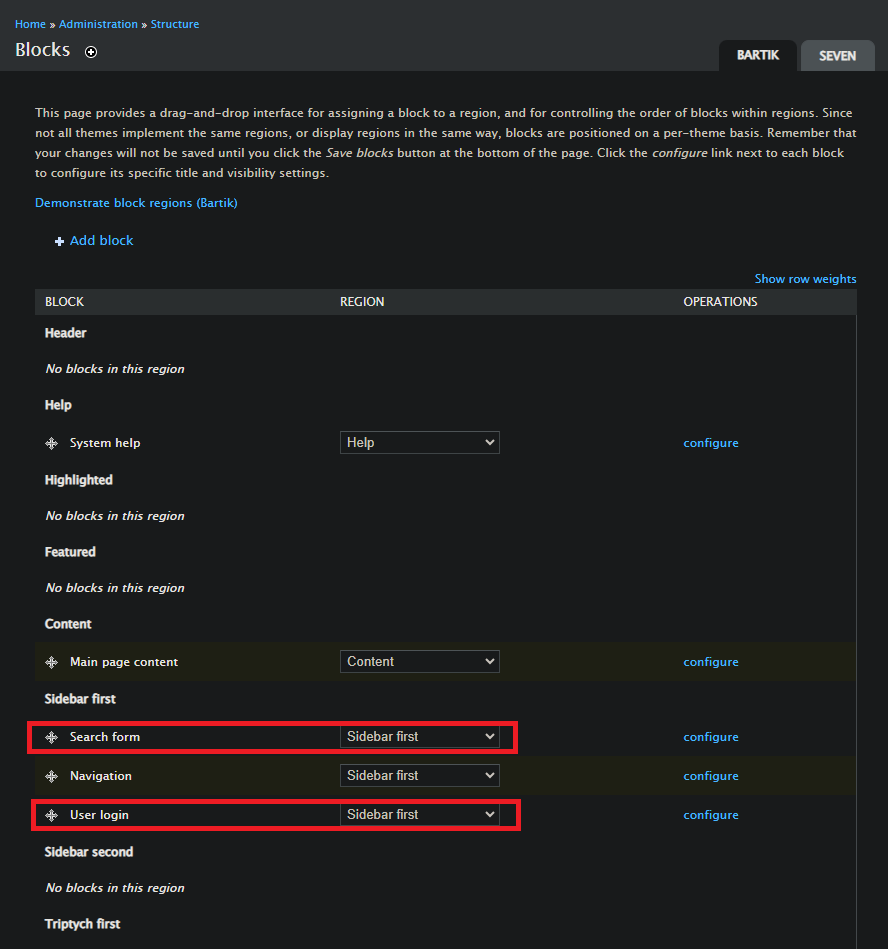 Home » Administration » Structure
Blocks
BARTIK SEVEN
This page provides a drag-and-drop interface for assigning a block to a region, and for controlling the order of blocks within regions. Since
not all themes implement the same regions, or display regions in the same way, blocks are positioned on a per-theme basis. Remember that
your changes will not be saved until you click the Save blocks button at the bottom of the page. Click the configure link next to each block
to configure its specific title and visibility settings.
Demonstrate block regions (Bartik)
Add block
Show row weights
BLOCK REGION OPERATIONS
Header
No blocks in this region
Help
System help Help configure
Highlighted
No blocks in this region
Featured
No blocks in this region
Content
Main page content Content configure
Sidebar first
Search form Sidebar first configure
Navigation Sidebar first configure
User login Sidebar first configure
Sidebar second
No blocks in this region
Triptych first